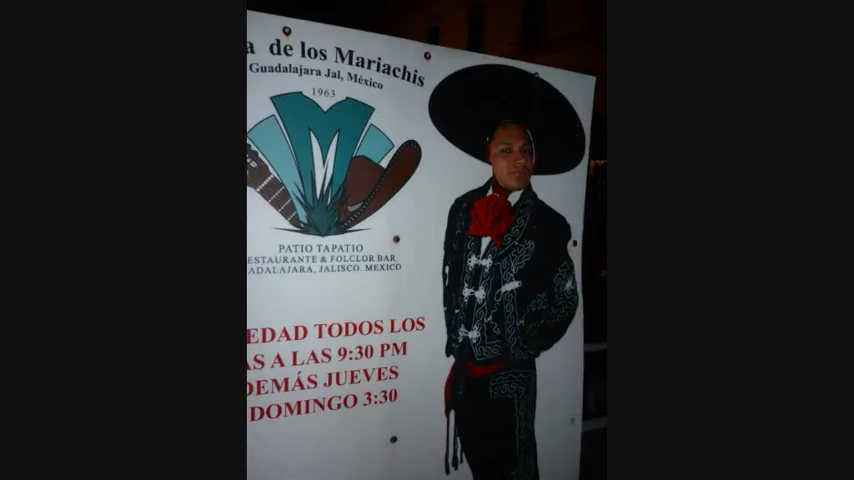 a de los Mariachis
Guadalajara Jal, México
1963
PATIO TAPATIO
ESTAURANTE & FOLCLOR BAR
ADALAJARA, JALISCO. MEXICO
EDAD TODOS LOS
AS A LAS 9:30 PM
DEMÁS JUEVES
DOMINGO 3:30